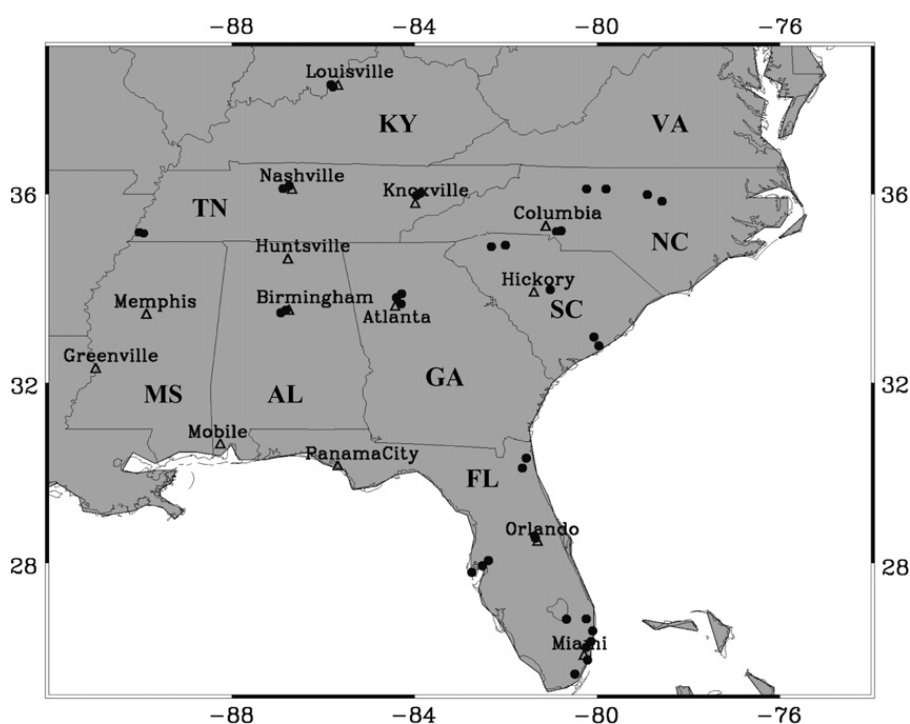 -88 -84 -80 -76
Louisville
KY VA
Nashville
36 Knoxville 36
TN Columbia
NC
Huntsville
Hickory
Memphis Birmingham SC
Atlanta
Greenville
32 GA 32
MS AL
Mobile
PanamaCity
FL
Orlando
28 28
Miami
-88 -84 -80 -76